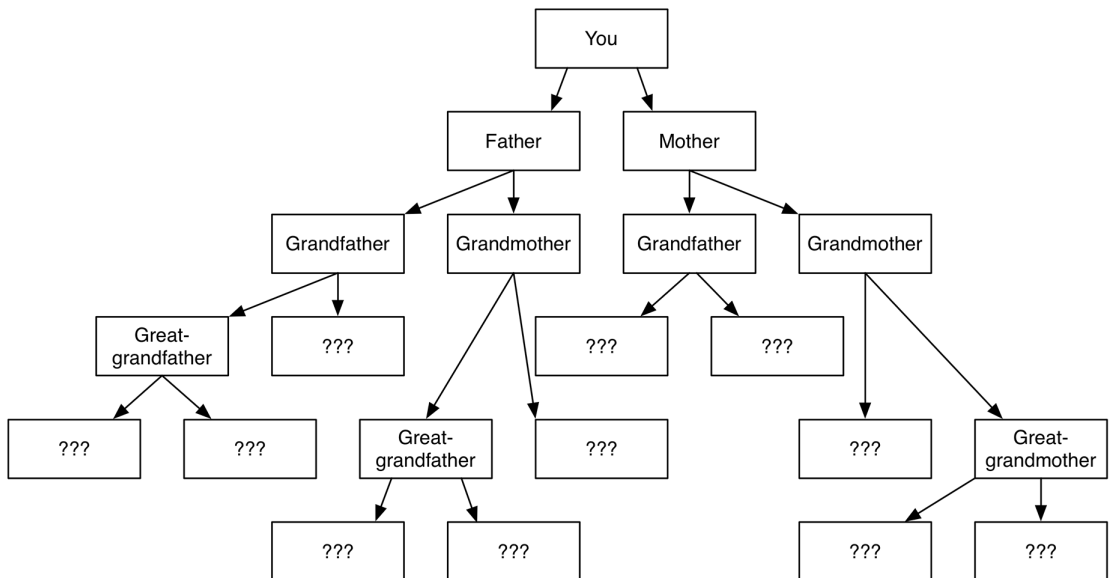 You
Father
Mother
Grandfather
Grandmother
Grandfather
Grandmother
Great-
grandfather
???
???
???
???
???
Great-
grandfather
???
???
Great-
grandmother
???
???
???
???